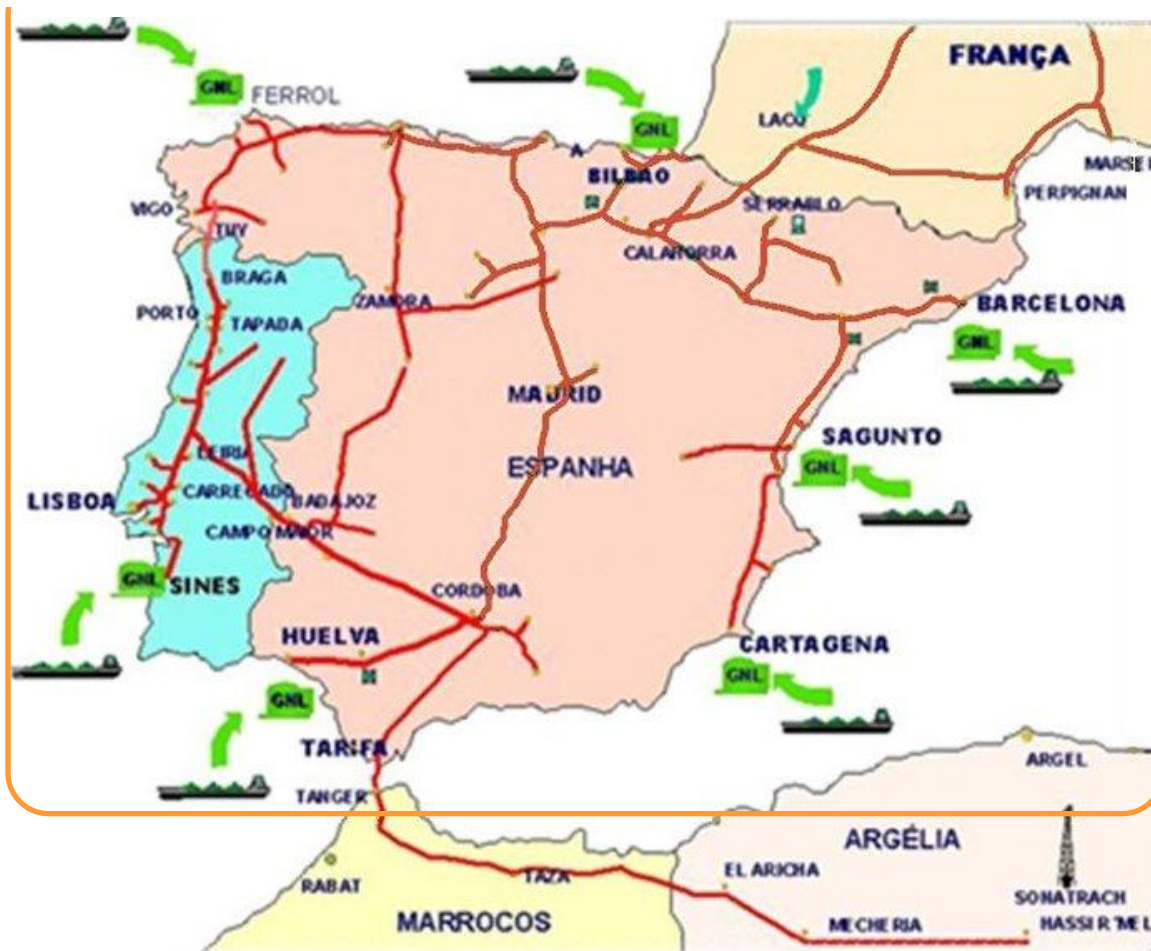 FRANÇA
GNL
FERROL
GNL
LACQ
BILBAO
PERPIGNAN
VIGO
SERRABLO
TUY
CALAHORRA
BRAGA
ZAMORA
BARCELONA
PORTO
TAPADA
GNL
MADRID
SAGUNTO
LEIRIA
ESPANHA
GNL
CARREGADO
LISBOA
BADAJOZ
CAMPO MAIOR
GNL
SINES
CORDOBA
HUELVA
CARTAGENA
GNL
GNL
TARIFA
ARGEL
TANGER
ARGÉLIA
EL ARICHA
TAZA
RABAT
SONATRACH
MARROCOS
MECHERIA
HASSI R'MEL